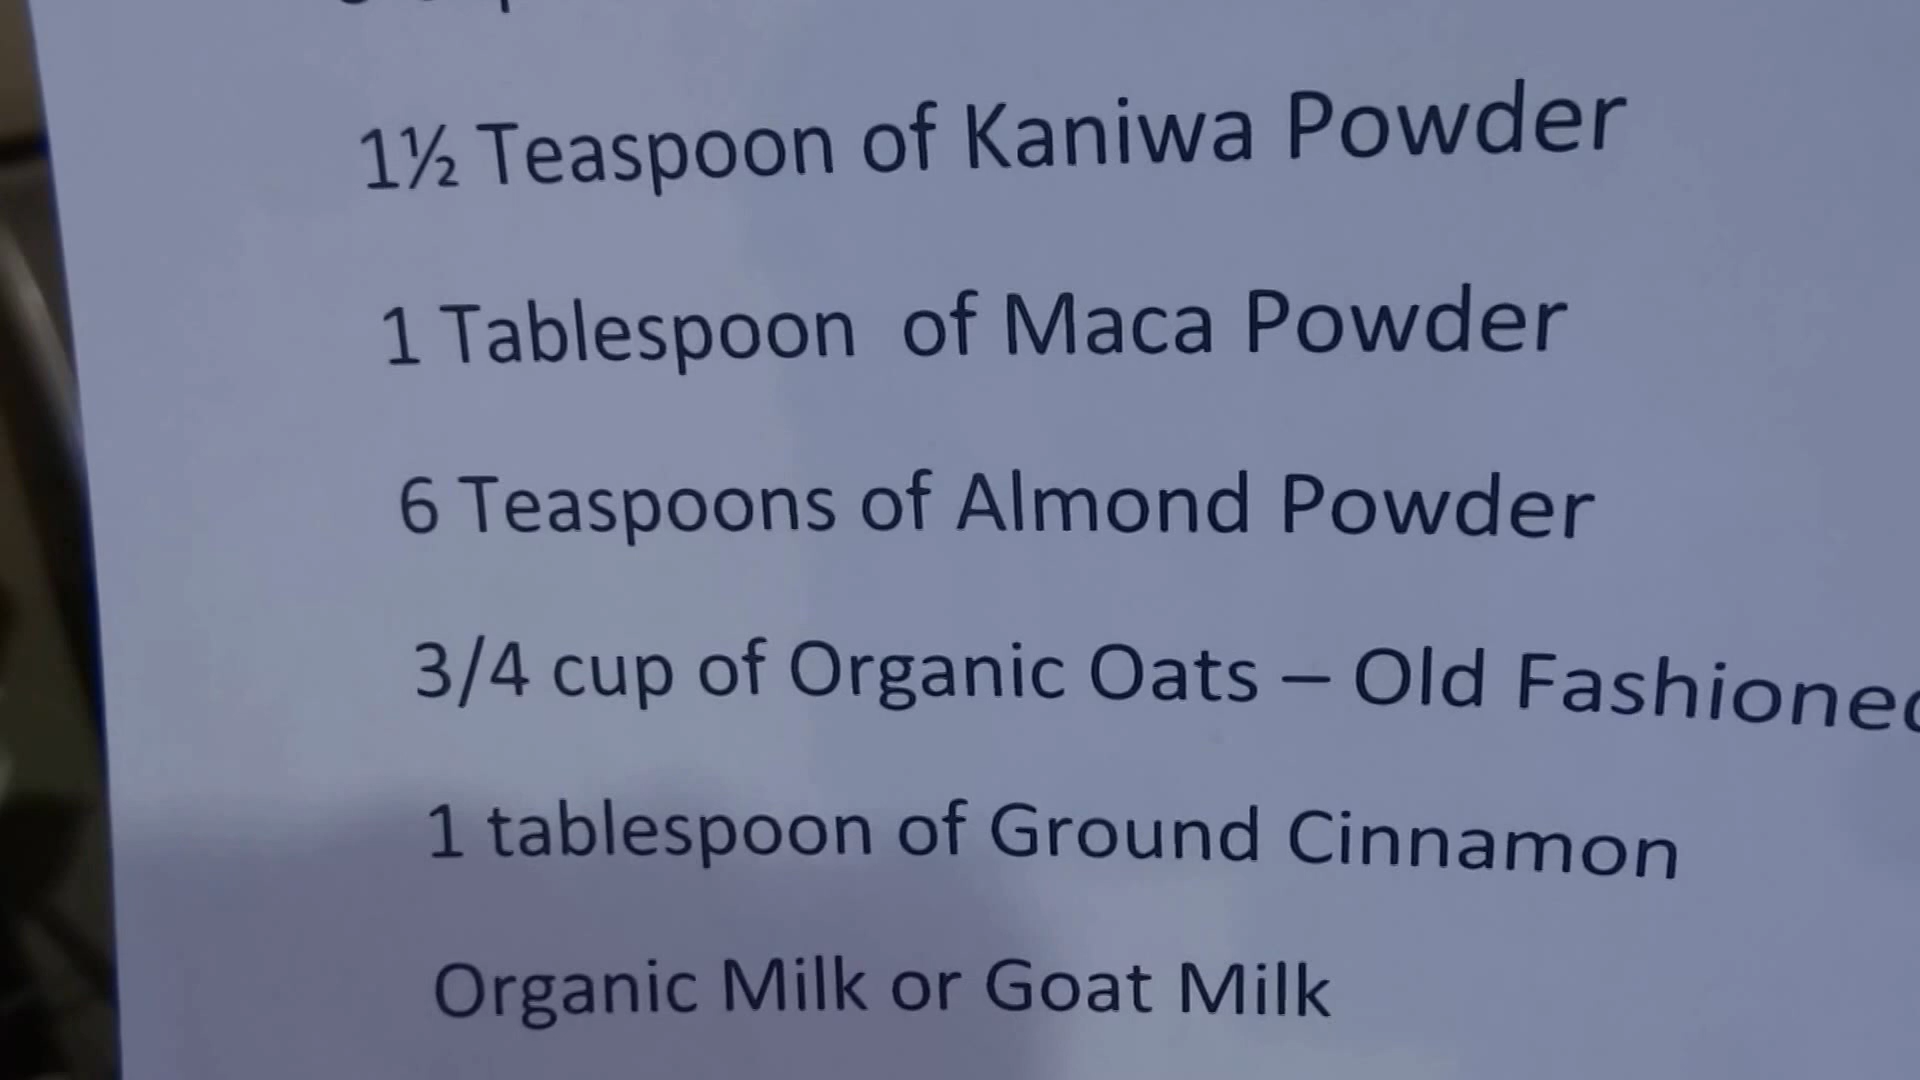 1½ Teaspoon of Kaniwa Powder
1 Tablespoon of Maca Powder
6 Teaspoons of Almond Powder
3/4 cup of Organic Oats – Old Fashioned
1 tablespoon of Ground Cinnamon
Organic Milk or Goat Milk